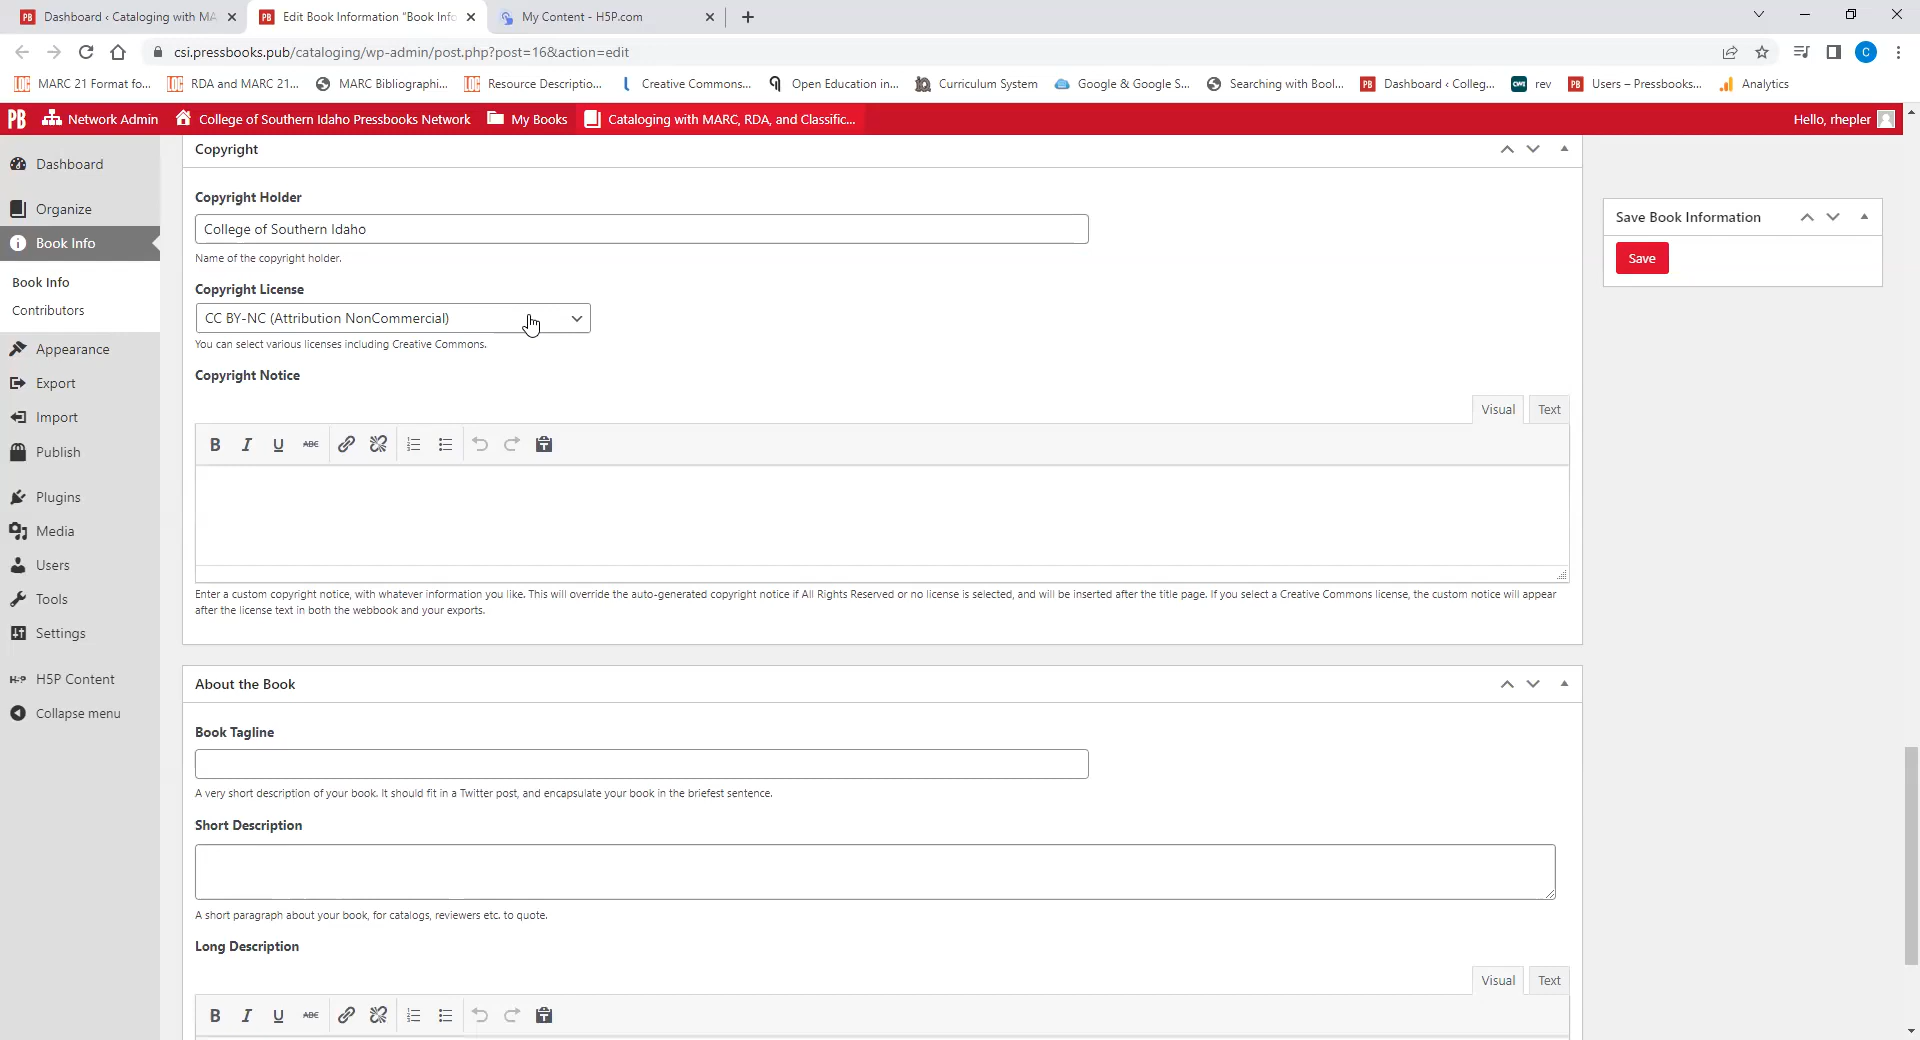 Dashboard ‹ Cataloging with MA
Edit Book Information "Book Info
My Content - H5P.com
csi.pressbooks.pub/cataloging/wp-admin/post.php?post=16&action=edit
C
MARC 21 Format fo...
RDA and MARC 21...
MARC Bibliographi...
Resource Descriptio...
Creative Commons...
Open Education in...
Curriculum System
Google & Google S...
Searching with Bool...
Dashboard ‹ Colleg...
rev
Users – Pressbooks...
Analytics
Network Admin
College of Southern Idaho Pressbooks Network
My Books
Cataloging with MARC, RDA, and Classific...
Hello, rhepler
Dashboard
Organize
Book Info
Book Info
Contributors
Appearance
Export
Import
Publish
Plugins
Media
Users
Tools
Settings
H5P Content
Collapse menu
Copyright
Copyright Holder
College of Southern Idaho
Name of the copyright holder.
Copyright License
CC BY-NC (Attribution NonCommercial)
You can select various licenses including Creative Commons.
Copyright Notice
Visual
Text
B I U ABC
Enter a custom copyright notice, with whatever information you like. This will override the auto-generated copyright notice if All Rights Reserved or no license is selected, and will be inserted after the title page. If you select a Creative Commons license, the custom notice will appear
after the license text in both the webbook and your exports.
About the Book
Book Tagline
A very short description of your book. It should fit in a Twitter post, and encapsulate your book in the briefest sentence.
Short Description
A short paragraph about your book, for catalogs, reviewers etc. to quote.
Long Description
Visual
Text
B I U ABC
Save Book Information
Save